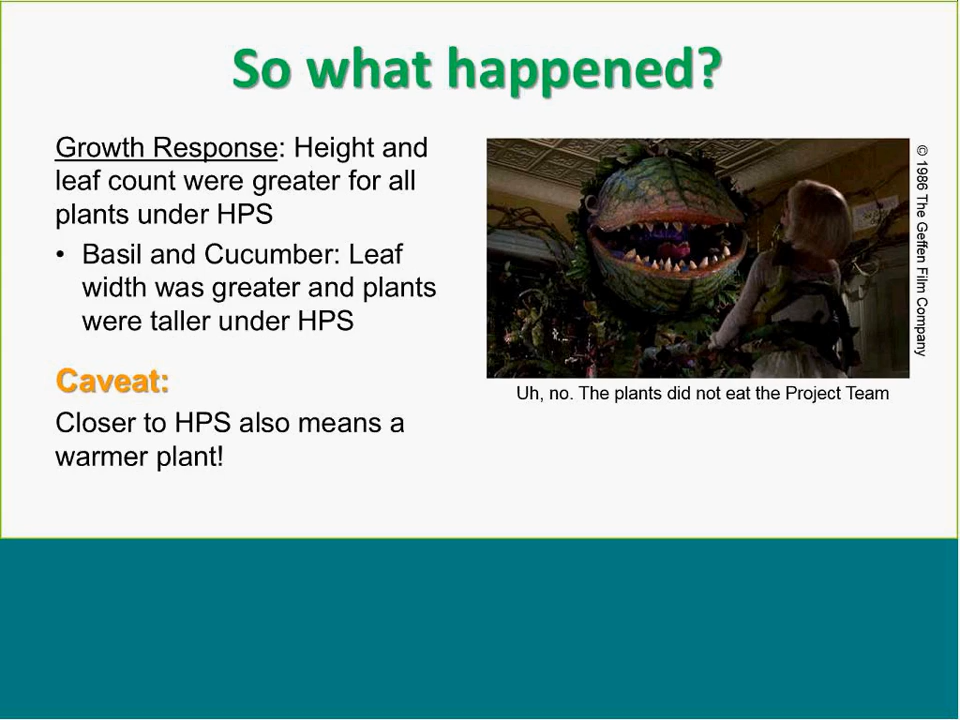 So what happened?
Growth Response: Height and
leaf count were greater for all
plants under HPS
• Basil and Cucumber: Leaf
width was greater and plants
were taller under HPS
Caveat:
Closer to HPS also means a
warmer plant!
© 1986 The Geffen Film Company
Uh, no. The plants did not eat the Project Team